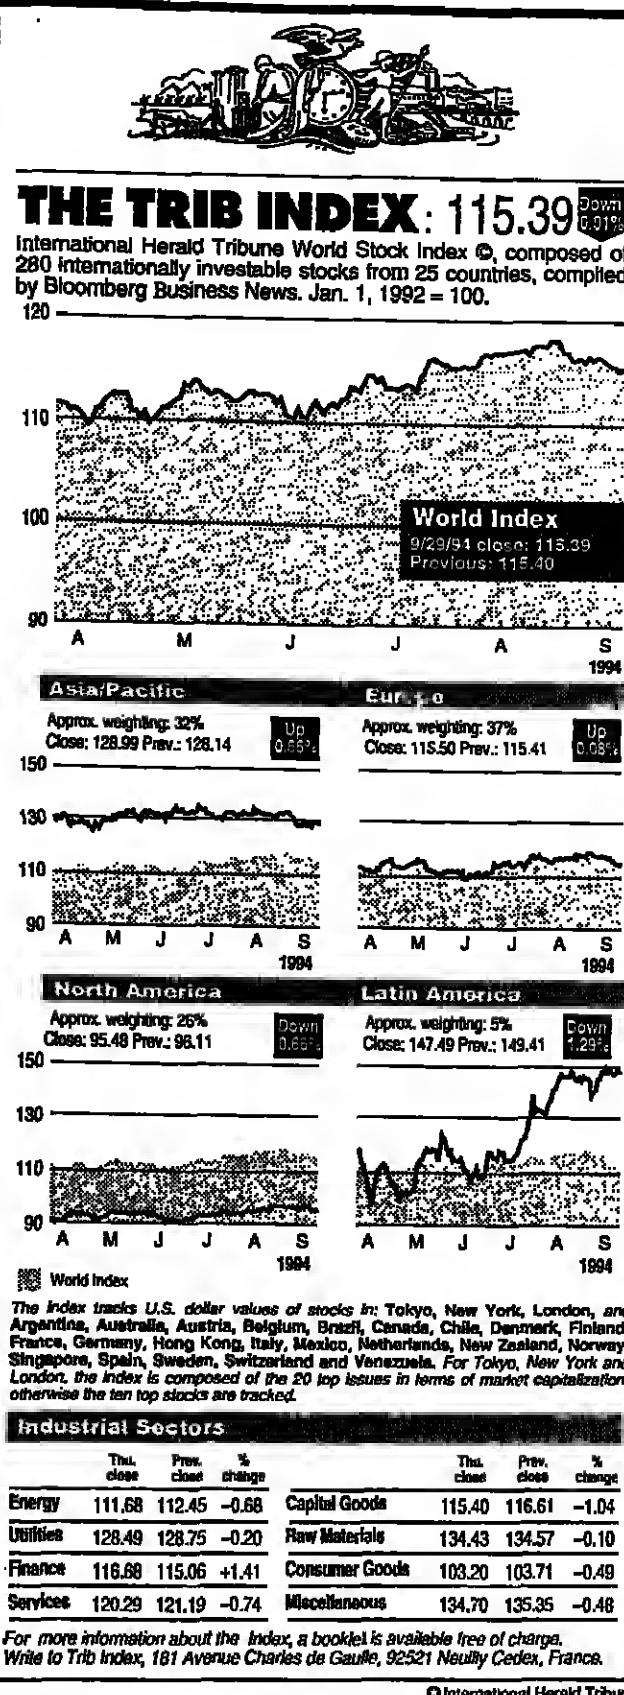 THE TRIB INDEX: 115.39
Down
0.01%
International Herald Tribune World Stock Index ©, composed of
280 internationally investable stocks from 25 countries, compiled
by Bloomberg Business News. Jan. 1, 1992 = 100.
120
110
100
90
World Index
9/29/94 close: 115.39
Previous: 115.40
A M J J A S
1994
Asia/Pacific
Approx. weighting: 32%
Close: 128.99 Prev.: 128.14
Up
150
130
110
90
A M J J A S
1994
Europe
Approx. weighting: 37%
Close: 115.50 Prev.: 115.41
Up
0.08%
A M J J A S
1994
North America
Approx. weighting: 26%
Close: 95.48 Prev.: 96.11
Down
150
130
110
90
A M J J A S
1994
Latin America
Approx. weighting: 5%
Close: 147.49 Prev.: 149.41
Down
1.29%
A M J J A S
1994
World Index
The index tracks U.S. dollar values of stocks in: Tokyo, New York, London, and
Argentina, Australia, Austria, Belgium, Brazil, Canada, Chile, Denmark, Finland
France, Germany, Hong Kong, Italy, Mexico, Netherlands, New Zealand, Norway
Singapore, Spain, Sweden, Switzerland and Venezuela. For Tokyo, New York and
London, the index is composed of the 20 top issues in terms of market capitalization
otherwise the ten top stocks are tracked.
Industrial Sectors
Thu. close Prev. close % change
Energy 111.68 112.45 –0.68
Utilities 128.49 128.75 –0.20
Finance 116.68 115.06 +1.41
Services 120.29 121.19 –0.74
Thu. close Prev. close % change
Capital Goods 115.40 116.61 –1.04
Raw Materials 134.43 134.57 –0.10
Consumer Goods 103.20 103.71 –0.49
Miscellaneous 134.70 135.35 –0.48
For more information about the Index, a booklet is available free of charge.
Write to Trib Index, 181 Avenue Charles de Gaulle, 92521 Neuilly Cedex, France.
© International Herald Tribu